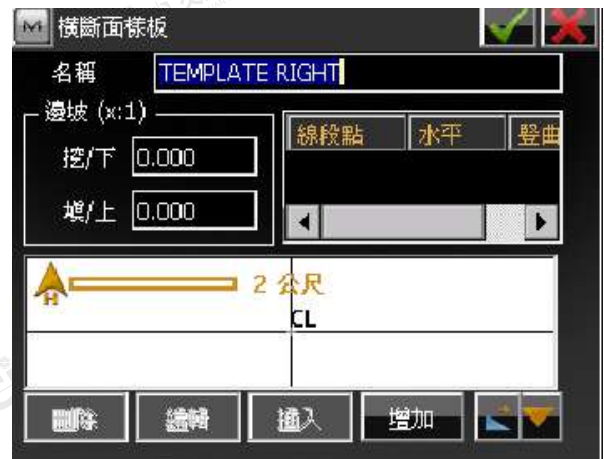 橫斷面樣板
名稱 TEMPLATE RIGHT
邊坡 (x:1)
線段點 水平 豎曲
挖/下 0.000
填/上 0.000
2 公尺
CL
刪除 編輯 插入 增加